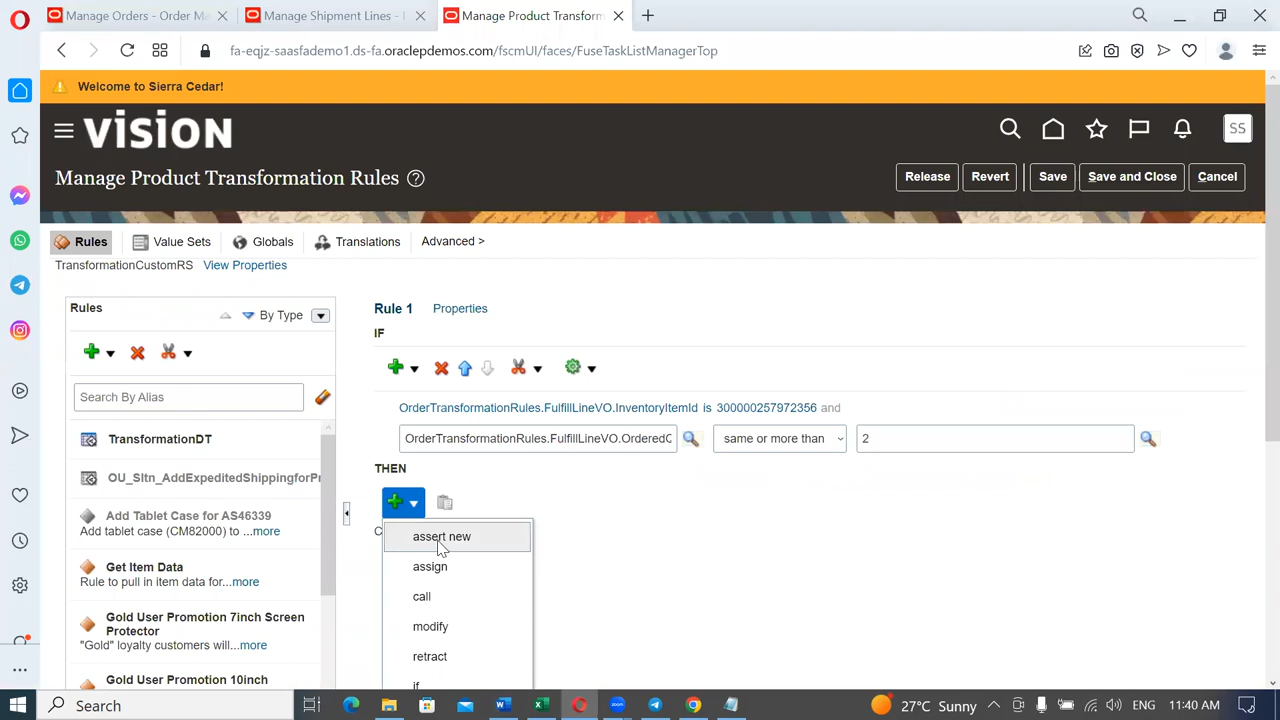 Manage Orders - Order Ma
Manage Shipment Lines -
Manage Product Transform
fa-eqjz-saasfademo1.ds-fa.oraclepdemos.com/fscmUI/faces/FuseTaskListManagerTop
Welcome to Sierra Cedar!
VISION
SS
Manage Product Transformation Rules ?
Release
Revert
Save
Save and Close
Cancel
Rules
Value Sets
Globals
Translations
Advanced >
TransformationCustomRS View Properties
Rules
By Type
Search By Alias
TransformationDT
OU_Sltn_AddExpeditedShippingforPr
Add Tablet Case for AS46339
Add tablet case (CM82000) to ...more
Get Item Data
Rule to pull in item data for...more
Gold User Promotion 7inch Screen
Protector
"Gold" loyalty customers will...more
Gold User Promotion 10inch
Rule 1 Properties
IF
OrderTransformationRules.FulfillLineVO.InventoryItemId is 300000257972356 and
OrderTransformationRules.FulfillLineVO.OrderedQ
same or more than
2
THEN
assert new
assign
call
modify
retract
if
Search
27°C Sunny
ENG
11:40 AM